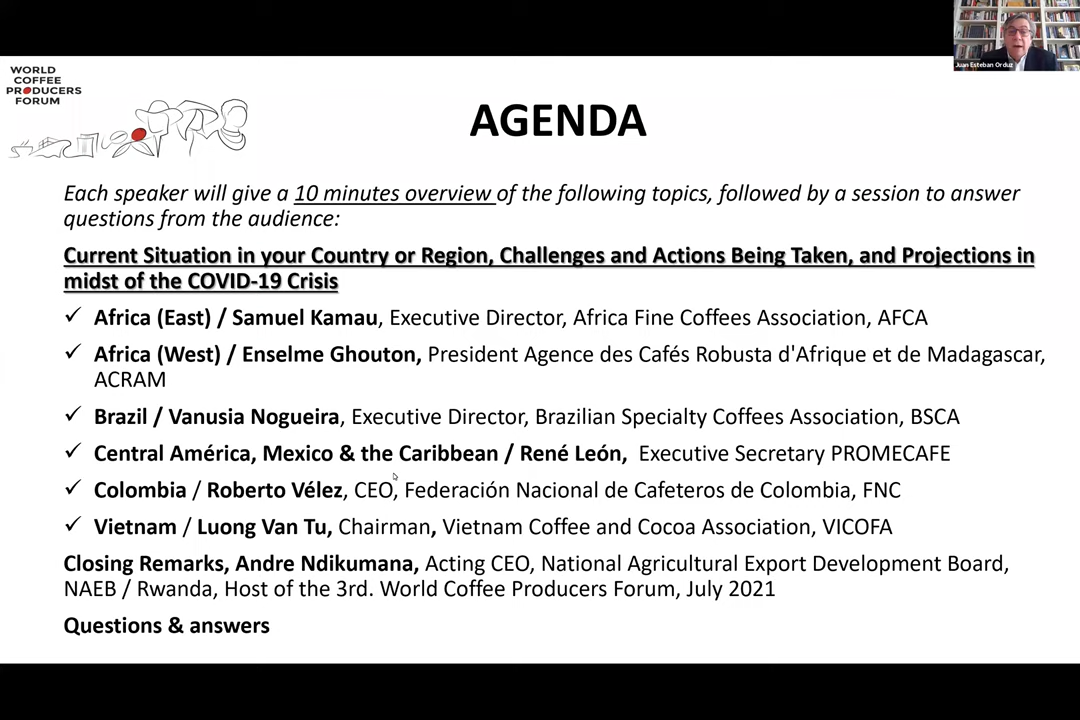 Juan Esteban Orduz
WORLD
COFFEE
PRODUCERS
FORUM
AGENDA
Each speaker will give a 10 minutes overview of the following topics, followed by a session to answer
questions from the audience:
Current Situation in your Country or Region, Challenges and Actions Being Taken, and Projections in
midst of the COVID-19 Crisis
✓ Africa (East) / Samuel Kamau, Executive Director, Africa Fine Coffees Association, AFCA
✓ Africa (West) / Enselme Ghouton, President Agence des Cafés Robusta d'Afrique et de Madagascar,
ACRAM
✓ Brazil / Vanusia Nogueira, Executive Director, Brazilian Specialty Coffees Association, BSCA
✓ Central América, Mexico & the Caribbean / René León, Executive Secretary PROMECAFE
✓ Colombia / Roberto Vélez, CEO, Federación Nacional de Cafeteros de Colombia, FNC
✓ Vietnam / Luong Van Tu, Chairman, Vietnam Coffee and Cocoa Association, VICOFA
Closing Remarks, Andre Ndikumana, Acting CEO, National Agricultural Export Development Board,
NAEB / Rwanda, Host of the 3rd. World Coffee Producers Forum, July 2021
Questions & answers